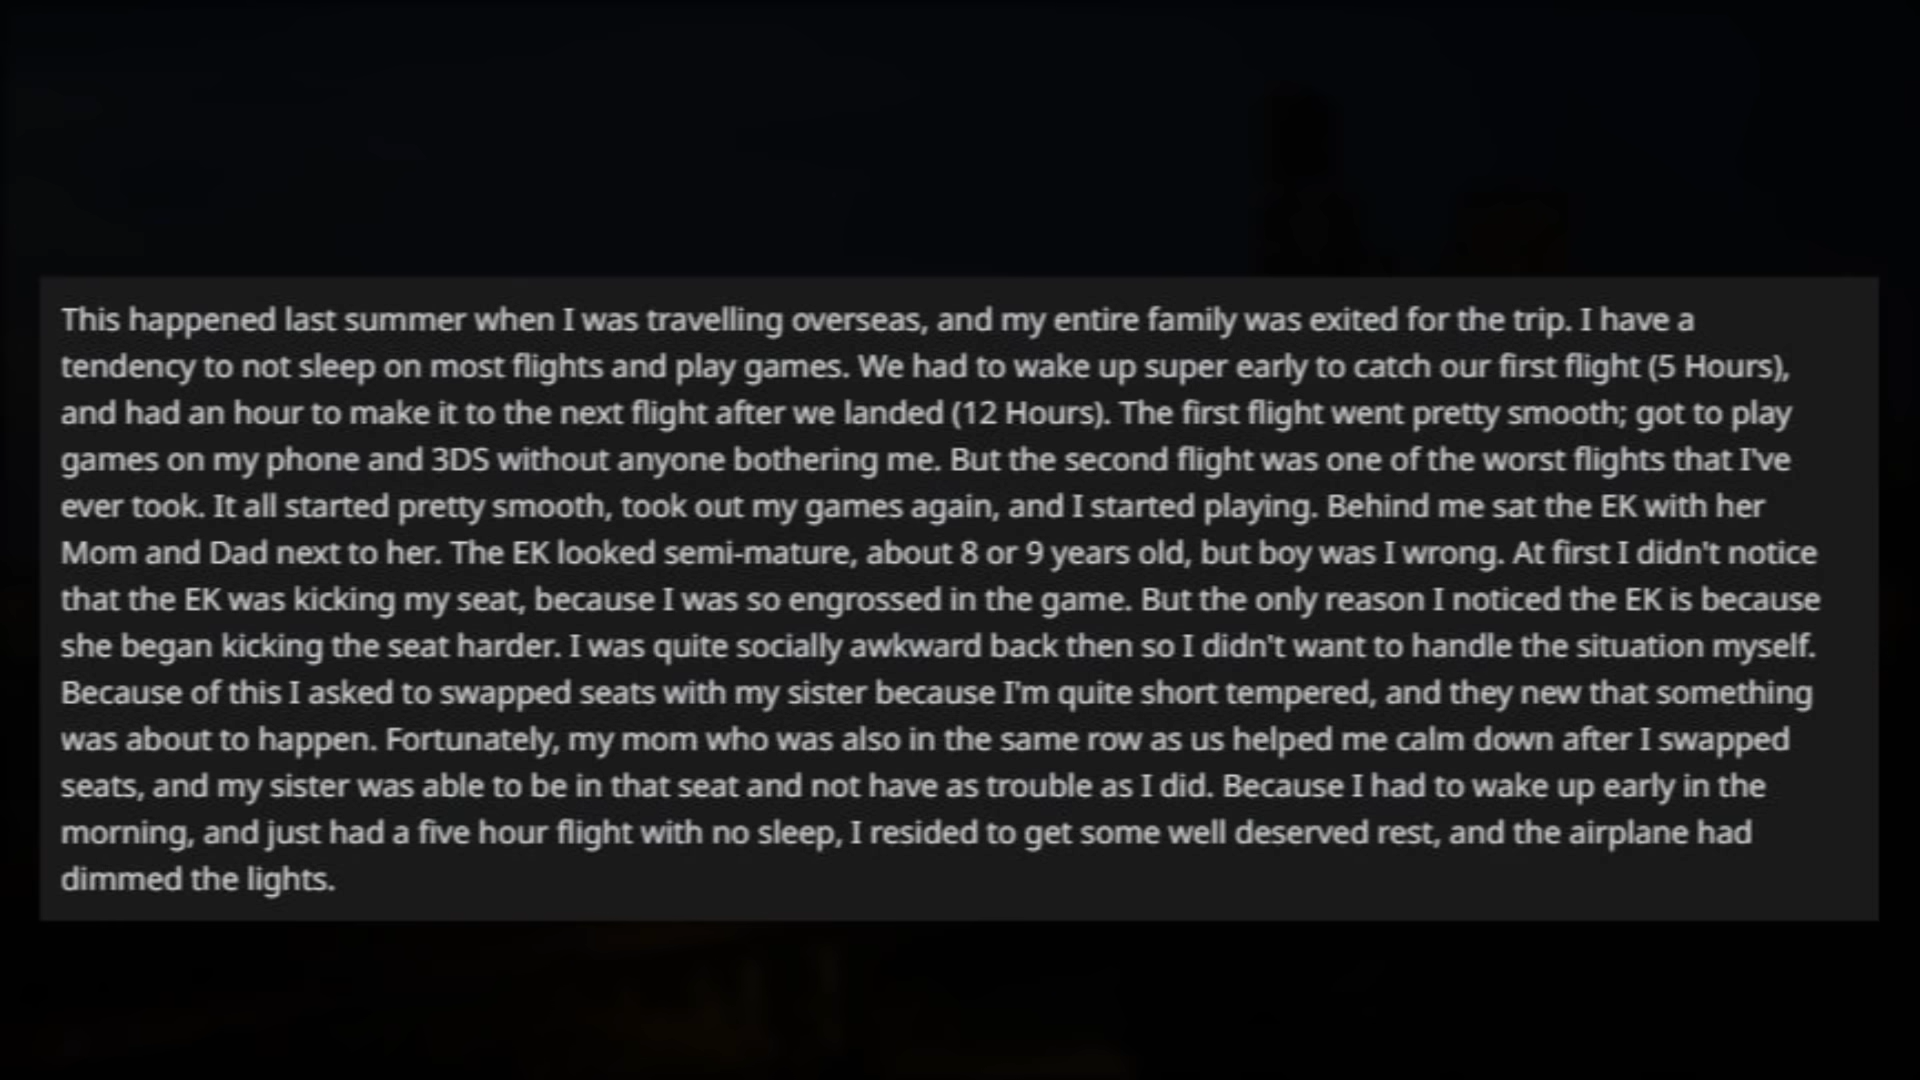 This happened last summer when I was travelling overseas, and my entire family was exited for the trip. I have a
tendency to not sleep on most flights and play games. We had to wake up super early to catch our first flight (5 Hours),
and had an hour to make it to the next flight after we landed (12 Hours). The first flight went pretty smooth; got to play
games on my phone and 3DS without anyone bothering me. But the second flight was one of the worst flights that I've
ever took. It all started pretty smooth, took out my games again, and I started playing. Behind me sat the EK with her
Mom and Dad next to her. The EK looked semi-mature, about 8 or 9 years old, but boy was I wrong. At first I didn't notice
that the EK was kicking my seat, because I was so engrossed in the game. But the only reason I noticed the EK is because
she began kicking the seat harder. I was quite socially awkward back then so I didn't want to handle the situation myself.
Because of this I asked to swapped seats with my sister because I'm quite short tempered, and they new that something
was about to happen. Fortunately, my mom who was also in the same row as us helped me calm down after I swapped
seats, and my sister was able to be in that seat and not have as trouble as I did. Because I had to wake up early in the
morning, and just had a five hour flight with no sleep, I resided to get some well deserved rest, and the airplane had
dimmed the lights.